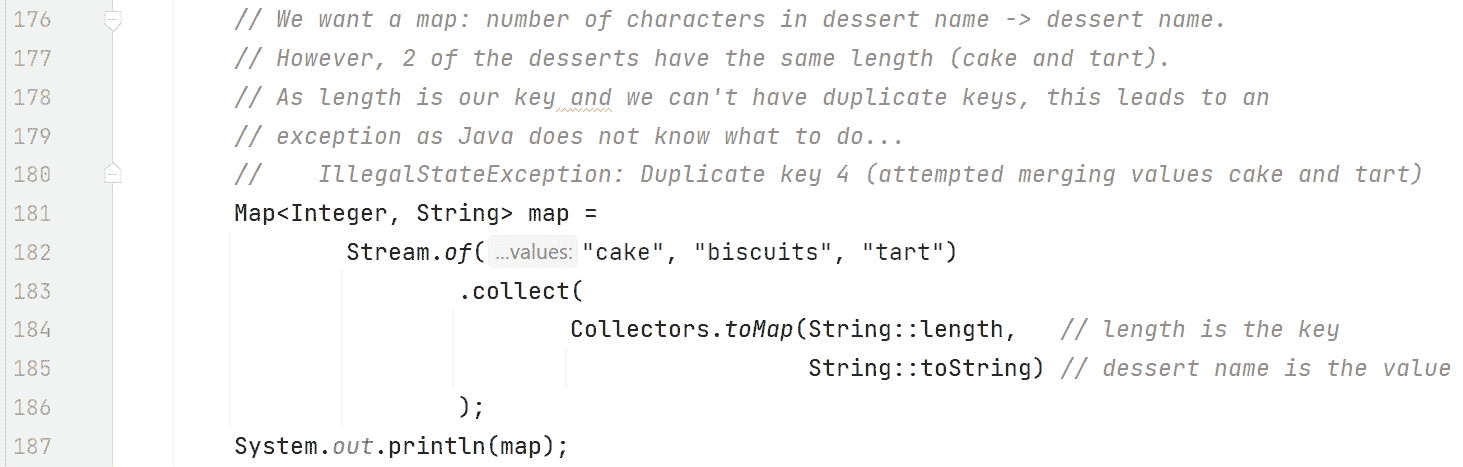 176 // We want a map: number of characters in dessert name -> dessert name.
177 // However, 2 of the desserts have the same length (cake and tart).
178 // As length is our key and we can't have duplicate keys, this leads to an
179 // exception as Java does not know what to do...
180 //    IllegalStateException: Duplicate key 4 (attempted merging values cake and tart)
181 Map<Integer, String> map =
182         Stream.of( ...values: "cake", "biscuits", "tart")
183                 .collect(
184                         Collectors.toMap(String::length,   // length is the key
185                                          String::toString) // dessert name is the value
186                 );
187 System.out.println(map);